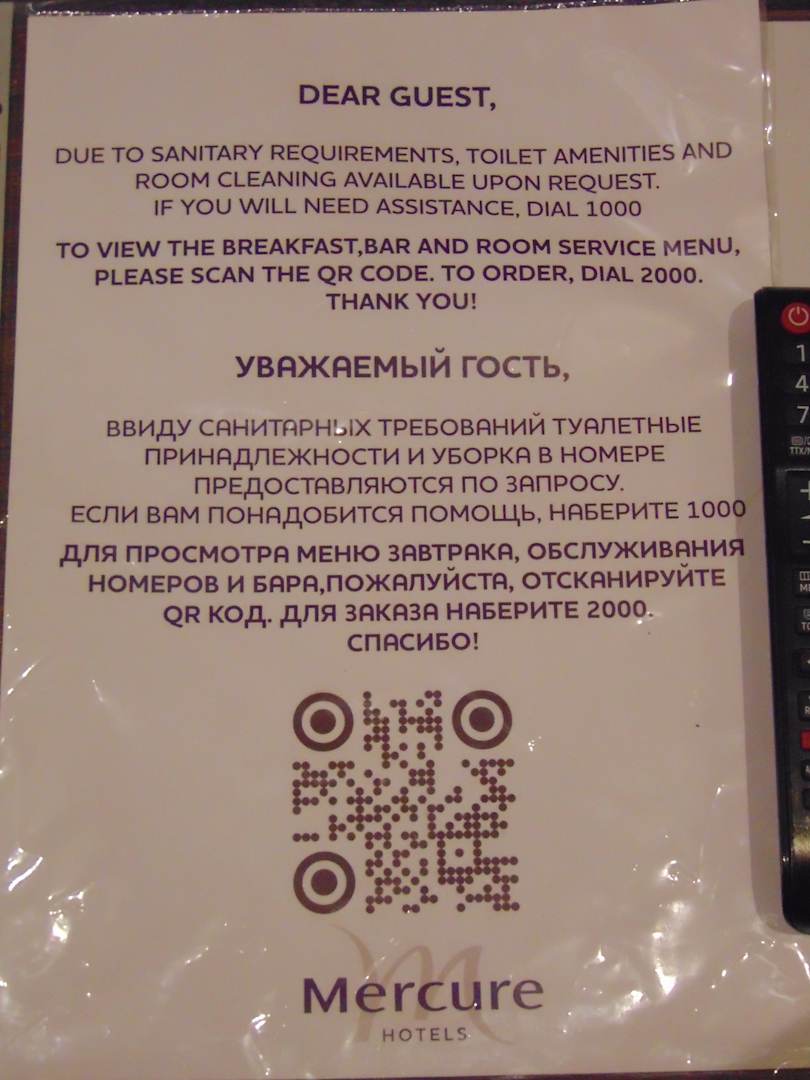 DEAR GUEST,
DUE TO SANITARY REQUIREMENTS, TOILET AMENITIES AND
ROOM CLEANING AVAILABLE UPON REQUEST.
IF YOU WILL NEED ASSISTANCE, DIAL 1000
TO VIEW THE BREAKFAST,BAR AND ROOM SERVICE MENU,
PLEASE SCAN THE QR CODE. TO ORDER, DIAL 2000.
THANK YOU!
УВАЖАЕМЫЙ ГОСТЬ,
ВВИДУ САНИТАРНЫХ ТРЕБОВАНИЙ ТУАЛЕТНЫЕ
ПРИНАДЛЕЖНОСТИ И УБОРКА В НОМЕРЕ
ПРЕДОСТАВЛЯЮТСЯ ПО ЗАПРОСУ.
ЕСЛИ ВАМ ПОНАДОБИТСЯ ПОМОЩЬ, НАБЕРИТЕ 1000
ДЛЯ ПРОСМОТРА МЕНЮ ЗАВТРАКА, ОБСЛУЖИВАНИЯ
НОМЕРОВ И БАРА,ПОЖАЛУЙСТА, ОТСКАНИРУЙТЕ
QR КОД. ДЛЯ ЗАКАЗА НАБЕРИТЕ 2000.
СПАСИБО!
Mercure
HOTELS
1
4
7